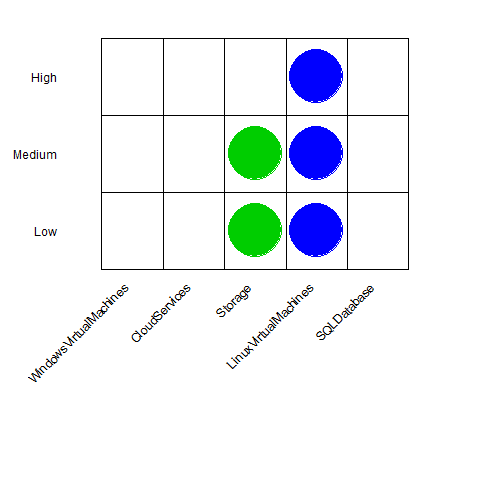 High
Medium
Low
WindowsVirtualMachines
CloudServices
Storage
LinuxVirtualMachines
SQLDatabase